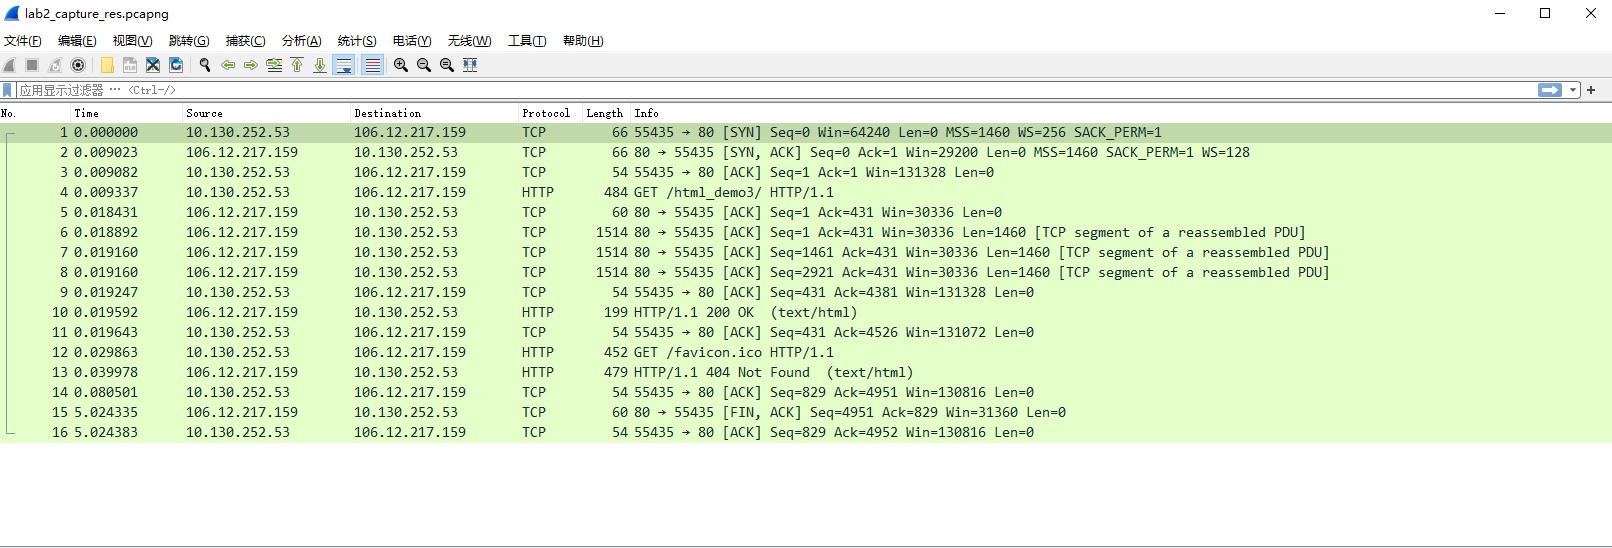 lab2_capture_res.pcapng
文件(F) 编辑(E) 视图(V) 跳转(G) 捕获(C) 分析(A) 统计(S) 电话(Y) 无线(W) 工具(T) 帮助(H)
应用显示过滤器 … <Ctrl-/>
No. Time Source Destination Protocol Length Info
1 0.000000 10.130.252.53 106.12.217.159 TCP 66 55435 → 80 [SYN] Seq=0 Win=64240 Len=0 MSS=1460 WS=256 SACK_PERM=1
2 0.009023 106.12.217.159 10.130.252.53 TCP 66 80 → 55435 [SYN, ACK] Seq=0 Ack=1 Win=29200 Len=0 MSS=1460 SACK_PERM=1 WS=128
3 0.009082 10.130.252.53 106.12.217.159 TCP 54 55435 → 80 [ACK] Seq=1 Ack=1 Win=131328 Len=0
4 0.009337 10.130.252.53 106.12.217.159 HTTP 484 GET /html_demo3/ HTTP/1.1
5 0.018431 106.12.217.159 10.130.252.53 TCP 60 80 → 55435 [ACK] Seq=1 Ack=431 Win=30336 Len=0
6 0.018892 106.12.217.159 10.130.252.53 TCP 1514 80 → 55435 [ACK] Seq=1 Ack=431 Win=30336 Len=1460 [TCP segment of a reassembled PDU]
7 0.019160 106.12.217.159 10.130.252.53 TCP 1514 80 → 55435 [ACK] Seq=1461 Ack=431 Win=30336 Len=1460 [TCP segment of a reassembled PDU]
8 0.019160 106.12.217.159 10.130.252.53 TCP 1514 80 → 55435 [ACK] Seq=2921 Ack=431 Win=30336 Len=1460 [TCP segment of a reassembled PDU]
9 0.019247 10.130.252.53 106.12.217.159 TCP 54 55435 → 80 [ACK] Seq=431 Ack=4381 Win=131328 Len=0
10 0.019592 106.12.217.159 10.130.252.53 HTTP 199 HTTP/1.1 200 OK (text/html)
11 0.019643 10.130.252.53 106.12.217.159 TCP 54 55435 → 80 [ACK] Seq=431 Ack=4526 Win=131072 Len=0
12 0.029863 10.130.252.53 106.12.217.159 HTTP 452 GET /favicon.ico HTTP/1.1
13 0.039978 106.12.217.159 10.130.252.53 HTTP 479 HTTP/1.1 404 Not Found (text/html)
14 0.080501 10.130.252.53 106.12.217.159 TCP 54 55435 → 80 [ACK] Seq=829 Ack=4951 Win=130816 Len=0
15 5.024335 106.12.217.159 10.130.252.53 TCP 60 80 → 55435 [FIN, ACK] Seq=4951 Ack=829 Win=31360 Len=0
16 5.024383 10.130.252.53 106.12.217.159 TCP 54 55435 → 80 [ACK] Seq=829 Ack=4952 Win=130816 Len=0